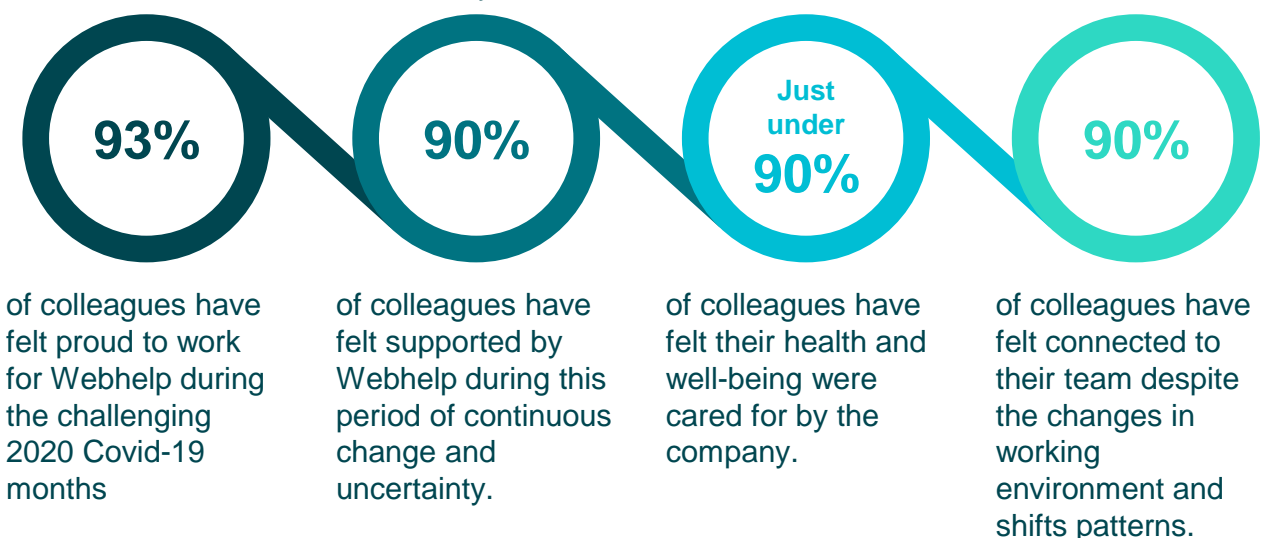 93%
90%
Just
under
90%
90%
of colleagues have
felt proud to work
for Webhelp during
the challenging
2020 Covid-19
months
of colleagues have
felt supported by
Webhelp during this
period of continuous
change and
uncertainty.
of colleagues have
felt their health and
well-being were
cared for by the
company.
of colleagues have
felt connected to
their team despite
the changes in
working
environment and
shifts patterns.